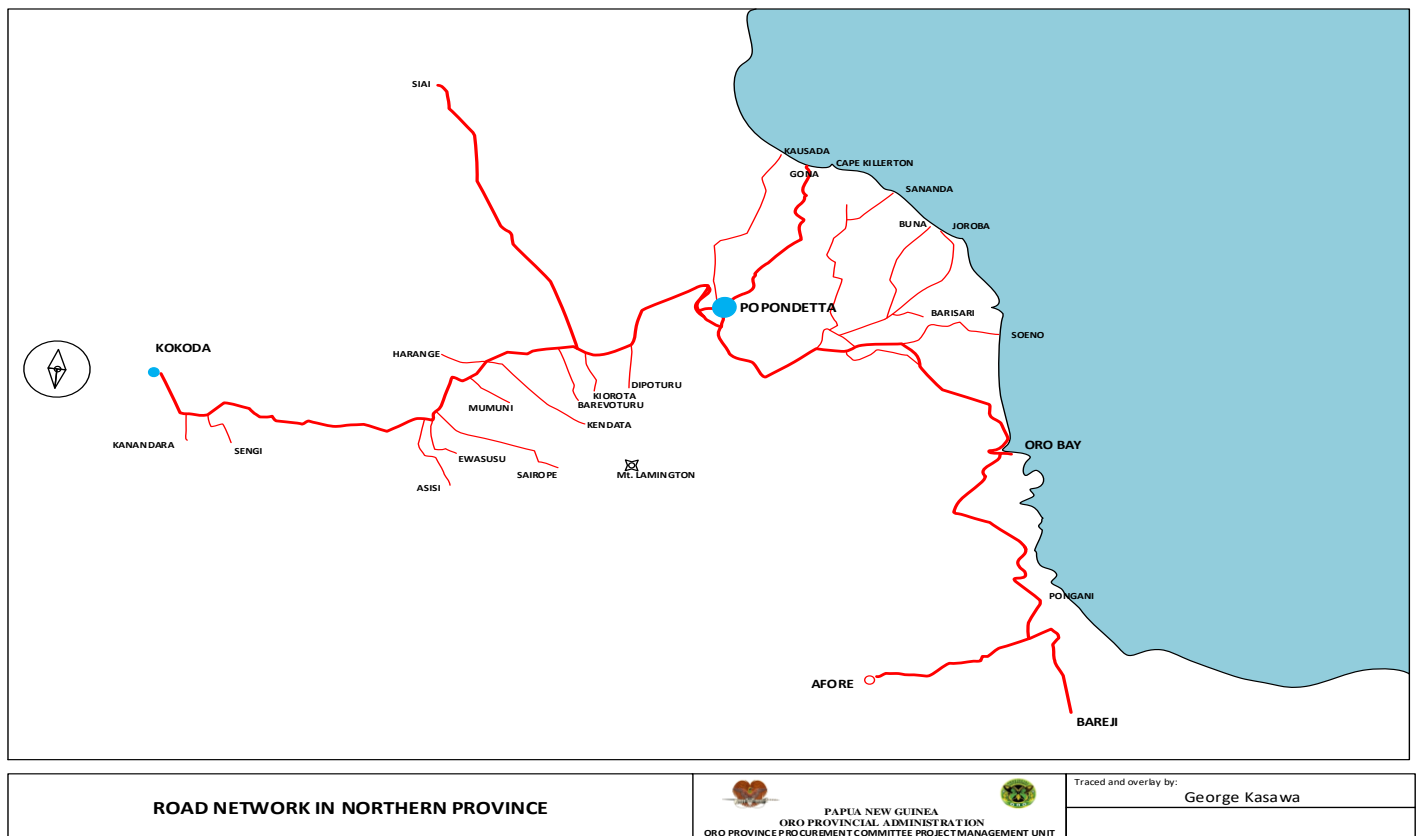 SIAI
KAUSADA
CAPE KILLERTON
GONA
SANANDA
BUNA
JOROBA
POPONDETTA
BARISARI
SOENO
KOKODA
HARANGE
DIPOTURU
KIOROTA
MUMUNI
BAREVOTURU
KENDATA
KANANDARA
SENGI
ORO BAY
EWASUSU
SAIROPE
Mt. LAMINGTON
ASISI
PONGANI
AFORE
BAREJI
ROAD NETWORK IN NORTHERN PROVINCE
PAPUA NEW GUINEA
ORO PROVINCIAL ADMINISTRATION
ORO PROVINCE PROCUREMENT COMMITTEE PROJECT MANAGEMENT UNIT
Traced and overlay by:
George Kasawa